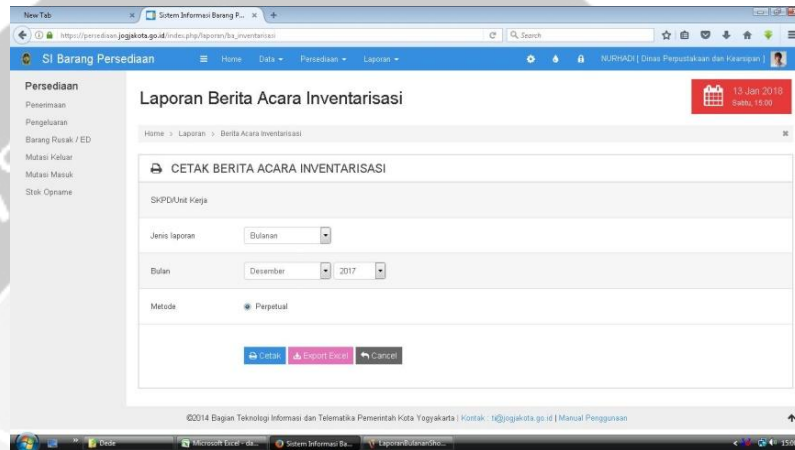 New Tab
Sistem Informasi Barang P...
https://persediaan.jogjakota.go.id/index.php/laporan/ba_inventarisasi
Search
SI Barang Persediaan
Home Data Persediaan Laporan
NURHADI | Dinas Perpustakaan dan Kearsipan |
Persediaan
Penerimaan
Pengeluaran
Barang Rusak / ED
Mutasi Keluar
Mutasi Masuk
Stok Opname
Laporan Berita Acara Inventarisasi
13 Jan 2018
Sabtu, 15:00
Home > Laporan > Berita Acara Inventarisasi
CETAK BERITA ACARA INVENTARISASI
SKPD/Unit Kerja
Jenis laporan Bulanan
Bulan Desember 2017
Metode Perpetual
Cetak Export Excel Cancel
©2014 Bagian Teknologi Informasi dan Telematika Pemerintah Kota Yogyakarta | Kontak : ti@jogjakota.go.id | Manual Penggunaan
Dede Microsoft Excel - da... Sistem Informasi Ba... LaporanBulananSho... 15:00